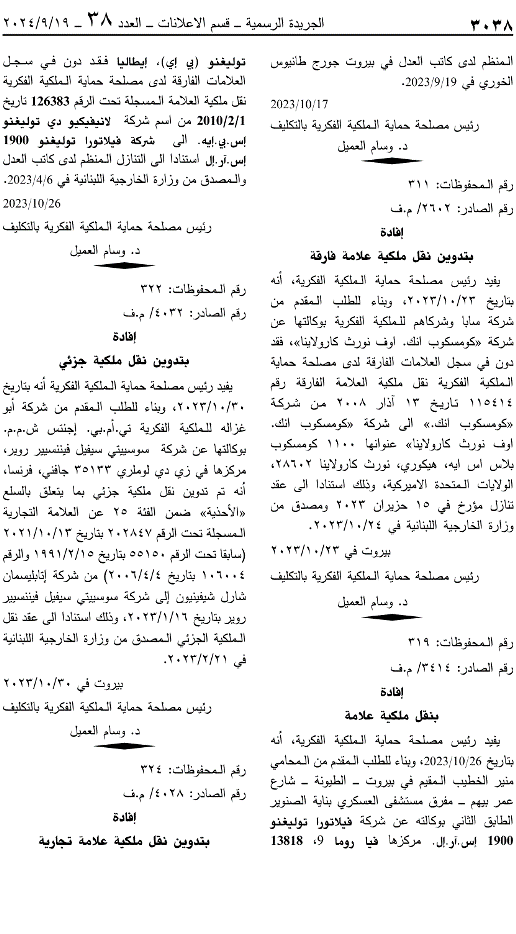 ٣٠٣٨
الجريدة الرسمية – قسم الاعلانات – العدد ٣٨ – ٢٠٢٤/٩/١٩
المنظم لدى كاتب العدل في بيروت جورج طانيوس
الخوري في 2023/9/19.
2023/10/17
رئيس مصلحة حماية الملكية الفكرية بالتكليف
د. وسام العميل
رقم المحفوظات: ٣١١
رقم الصادر: ٢٦٠٢/ م.ف
إفادة
بتدوين نقل ملكية علامة فارقة
يفيد رئيس مصلحة حماية الملكية الفكرية، أنه
بتاريخ ٢٠٢٣/١٠/٢٣، وبناء للطلب المقدم من
شركة سابا وشركاهم للملكية الفكرية بوكالتها عن
شركة «كومسكوب انك. اوف نورث كارولاينا»، فقد
دون في سجل العلامات الفارقة لدى مصلحة حماية
الملكية الفكرية نقل ملكية العلامة الفارقة رقم
١١٥٤١٤ تاريخ ١٣ آذار ٢٠٠٨ من شركة
«كومسكوب انك.» الى شركة «كومسكوب انك.
اوف نورث كارولاينا» عنوانها ١١٠٠ كومسكوب
بلاس اس ايه، هيكوري، نورث كارولاينا ٢٨٦٠٢،
الولايات المتحدة الاميركية، وذلك استنادا الى عقد
تنازل مؤرخ في ١٥ حزيران ٢٠٢٣ ومصدق من
وزارة الخارجية اللبنانية في ٢٠٢٣/١٠/٢٤.
بيروت في ٢٠٢٣/١٠/٢٣
رئيس مصلحة حماية الملكية الفكرية بالتكليف
د. وسام العميل
رقم المحفوظات: ٣١٩
رقم الصادر: ٣٤١٤/ م.ف
إفادة
بنقل ملكية علامة
يفيد رئيس مصلحة حماية الملكية الفكرية، أنه
بتاريخ 2023/10/26، وبناء للطلب المقدم من المحامي
منير الخطيب المقيم في بيروت – الطيونة – شارع
عمر بيهم – مفرق مستشفى العسكري بناية الصنوبر
الطابق الثاني بوكالته عن شركة فيلاتورا توليغنو
1900 إس.آر.إل. مركزها فيا روما 9، 13818
توليغنو (بي إي)، إيطاليا فقد دون في سجل
العلامات الفارقة لدى مصلحة حماية الملكية الفكرية
نقل ملكية العلامة المسجلة تحت الرقم 126383 تاريخ
2010/2/1 من اسم شركة لانيفيكيو دي توليغنو
إس.بي.إيه. الى شركة فيلاتورا توليغنو 1900
إس.آر.إل استنادا الى التنازل المنظم لدى كاتب العدل
والمصدق من وزارة الخارجية اللبنانية في 2023/4/6.
2023/10/26
رئيس مصلحة حماية الملكية الفكرية بالتكليف
د. وسام العميل
رقم المحفوظات: ٣٢٢
رقم الصادر: ٤٠٣٢/ م.ف
إفادة
بتدوين نقل ملكية جزئي
يفيد رئيس مصلحة حماية الملكية الفكرية أنه بتاريخ
٢٠٢٣/١٠/٣٠، وبناء للطلب المقدم من شركة أبو
غزاله للملكية الفكرية تي.أم.بي. إجنتس ش.م.م.
بوكالتها عن شركة سوسييتي سيفيل فيننسيير روير،
مركزها في زي دي لوملري ٣٥١٣٣ جافني، فرنسا،
أنه تم تدوين نقل ملكية جزئي بما يتعلق بالسلع
«الأحذية» ضمن الفئة ٢٥ عن العلامة التجارية
المسجلة تحت الرقم ٢٠٢٨٤٧ بتاريخ ٢٠٢١/١٠/١٣
(سابقا تحت الرقم ٥٥١٥٠ بتاريخ ١٩٩١/٢/١٥ والرقم
١٠٦٠٠٤ بتاريخ ٢٠٠٦/٤/٤) من شركة إتابليسمان
شارل شيفينيون إلى شركة سوسييتي سيفيل فيننسيير
روير بتاريخ ٢٠٢٣/١/١٦، وذلك استنادا الى عقد نقل
الملكية الجزئي المصدق من وزارة الخارجية اللبنانية
في ٢٠٢٣/٢/٢١.
بيروت في ٢٠٢٣/١٠/٣٠
رئيس مصلحة حماية الملكية الفكرية بالتكليف
د. وسام العميل
رقم المحفوظات: ٣٢٤
رقم الصادر: ٤٠٢٨/ م.ف
إفادة
بتدوين نقل ملكية علامة تجارية